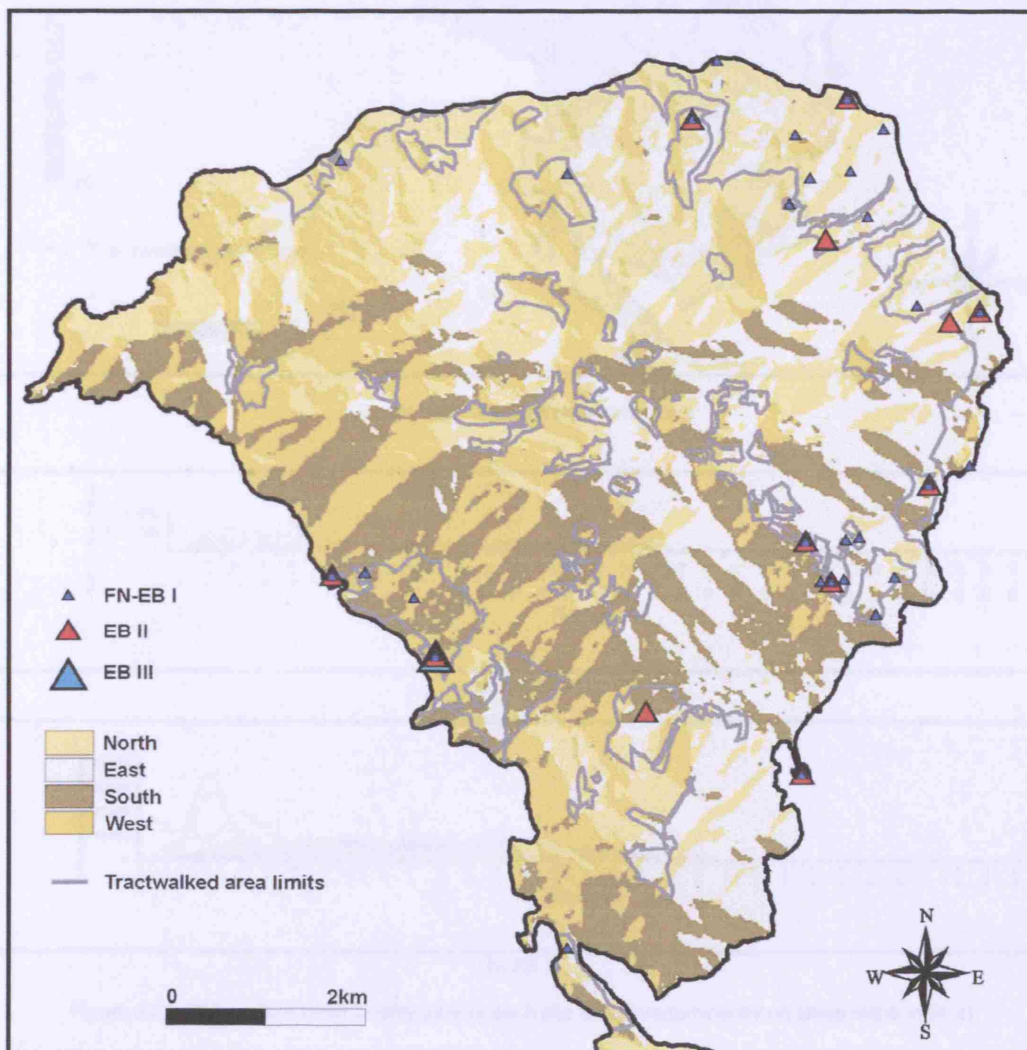 FN-EB I
EB II
EB III
North
East
South
West
Tractwalked area limits
0 2km
N
W E
S